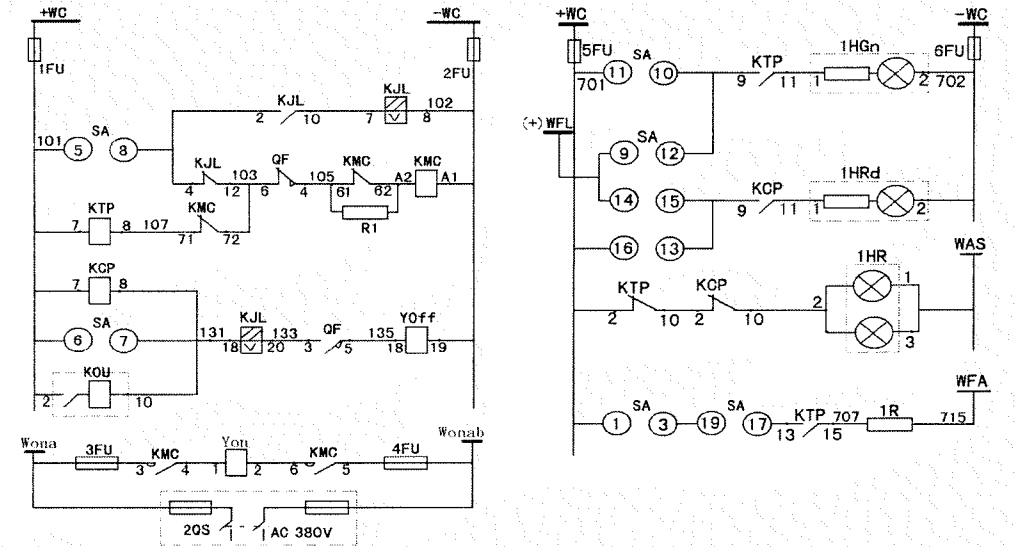 +WC -WC
1FU 2FU
KJL KJL
2 10 7 8 102
101 SA
5 8
KJL 103 QF 105 KMC KMC
4 12 6 4 61 62 A2 A1
R1
KTP KMC
7 8 107 71 72
KCP
7 8
SA 131 KJL 133 QF 135 YOff
6 7 18 20 3 5 18 19
KOU
2 10
Wona Yon Wonab
3FU KMC KMC 4FU
3 4 1 2 6 5
2QS AC 380V
+WC -WC
5FU SA KTP 1HGn 6FU
701 11 10 9 11 1 2 702
(+) WFL
SA
9 12
KCP 1HRd
14 15 9 11 1 2
16 13
WAS
KTP KCP 1HR
2 10 2 10 2 1
3
WFA
SA SA KTP 707 1R 715
1 3 19 17 13 15